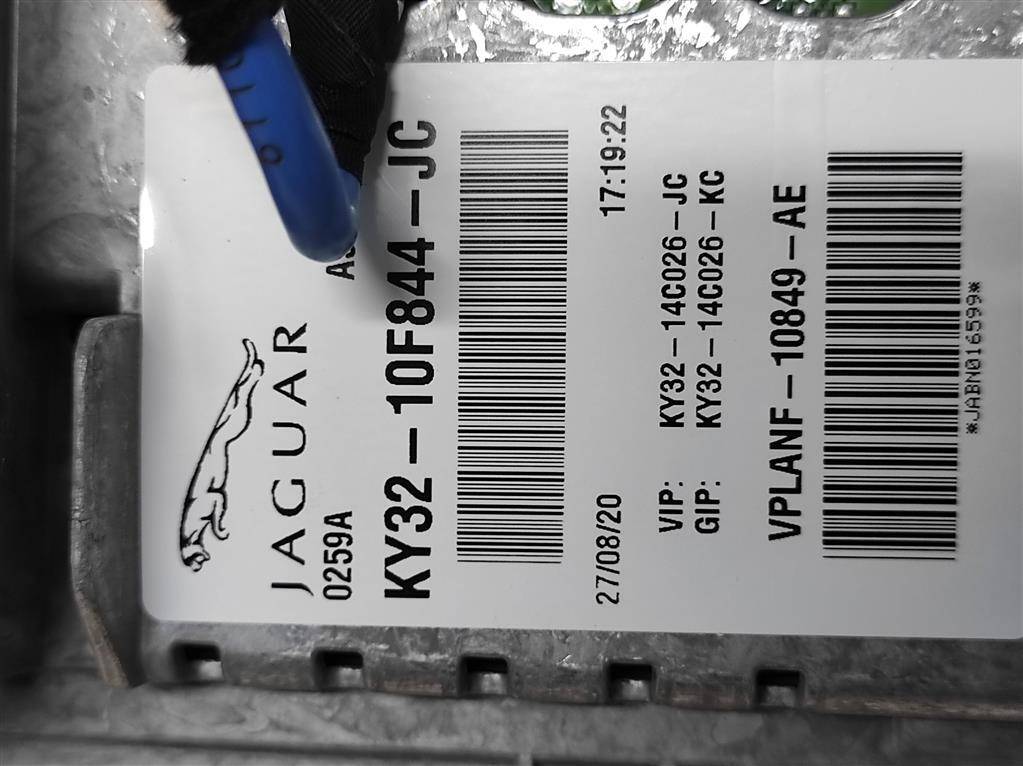 JAGUAR
0259A
KY32-10F844-JC
27/08/20 17:19:22
VIP: KY32-14C026-JC
GIP: KY32-14C026-KC
VPLANF-10849-AE
*JABN016599*